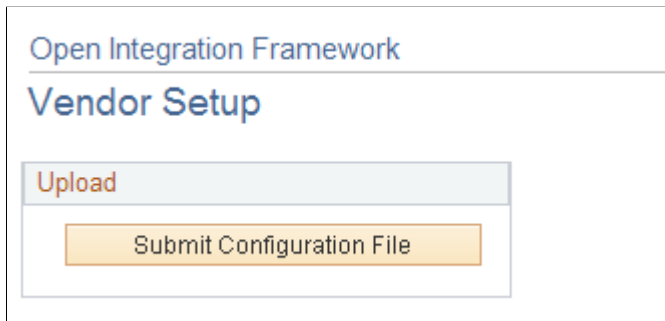 Open Integration Framework
Vendor Setup
Upload
Submit Configuration File